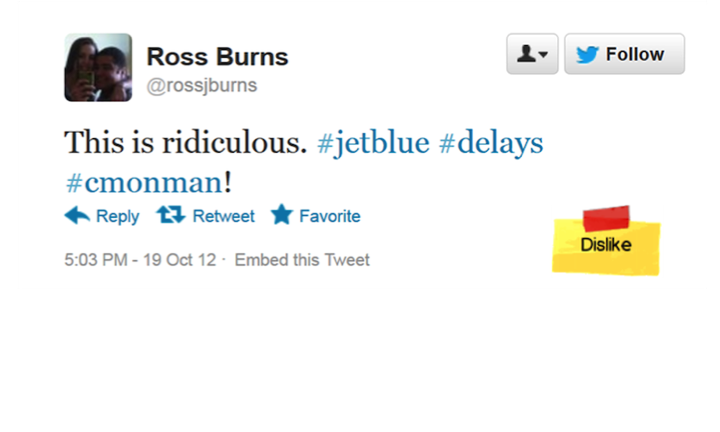 Ross Burns
@rossjburns
Follow
This is ridiculous. #jetblue #delays
#cmonman!
Reply Retweet Favorite
Dislike
5:03 PM - 19 Oct 12 · Embed this Tweet